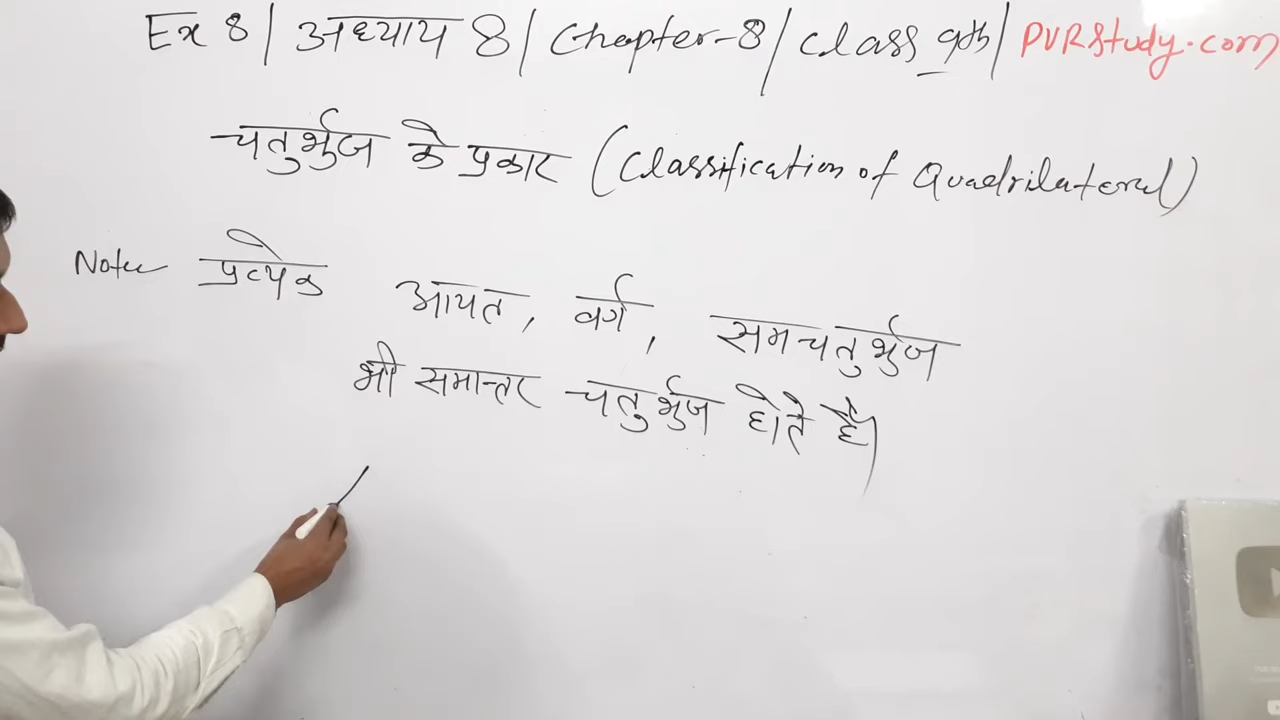 Ex 8 | अध्याय 8 | Chapter-8 | Class 9th | PVRStudy.com
चतुर्भुज के प्रकार (Classification of Quadrilateral)
Note प्रत्येक आयत, वर्ग, समचतुर्भुज
भी समान्तर चतुर्भुज होते हैं।